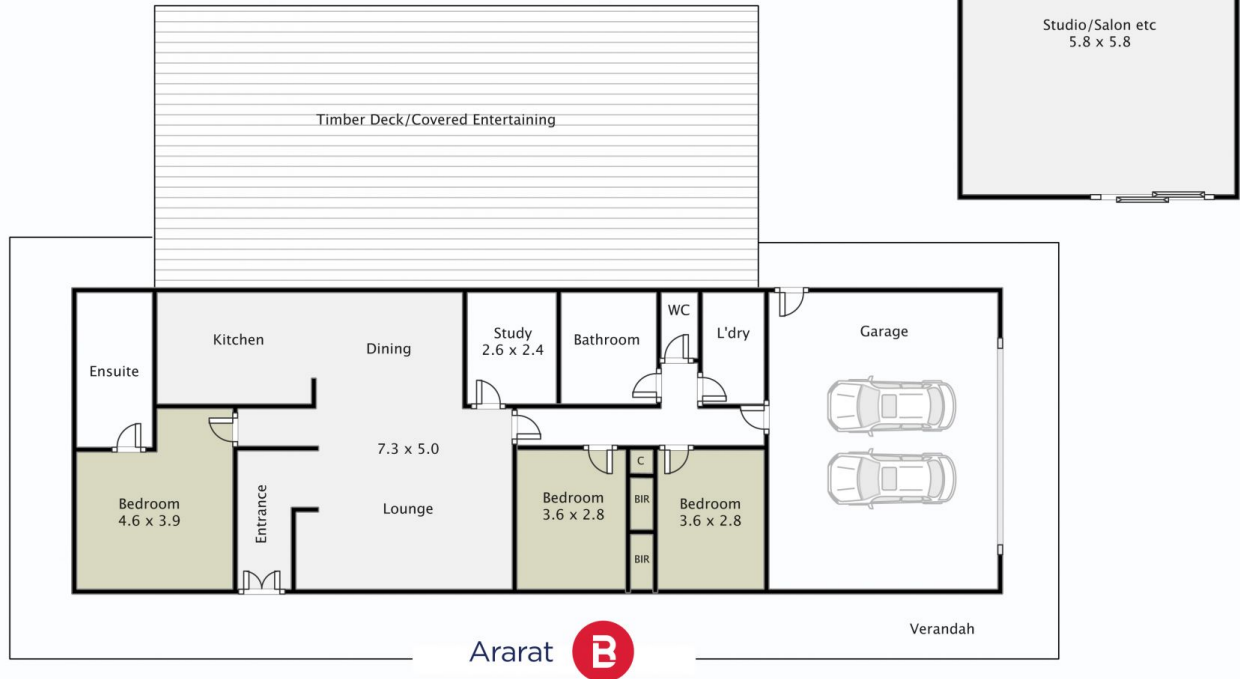 Studio/Salon etc
5.8 x 5.8
Timber Deck/Covered Entertaining
Ensuite
Kitchen
Dining
Study
2.6 x 2.4
Bathroom
WC
L'dry
Garage
7.3 x 5.0
Lounge
Bedroom
4.6 x 3.9
Entrance
Bedroom
3.6 x 2.8
C
BIR
BIR
Bedroom
3.6 x 2.8
Verandah
Ararat B